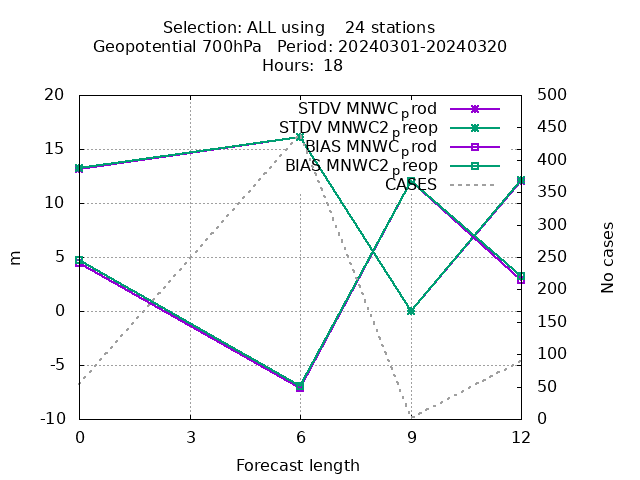 Selection: ALL using    24 stations
Geopotential 700hPa   Period: 20240301-20240320
Hours: 18
STDV MNWC_prod
STDV MNWC2_preop
BIAS MNWC_prod
BIAS MNWC2_preop
CASES
20
15
10
5
0
-5
-10
m
500
450
400
350
300
250
200
150
100
50
0
No cases
0 3 6 9 12
Forecast length